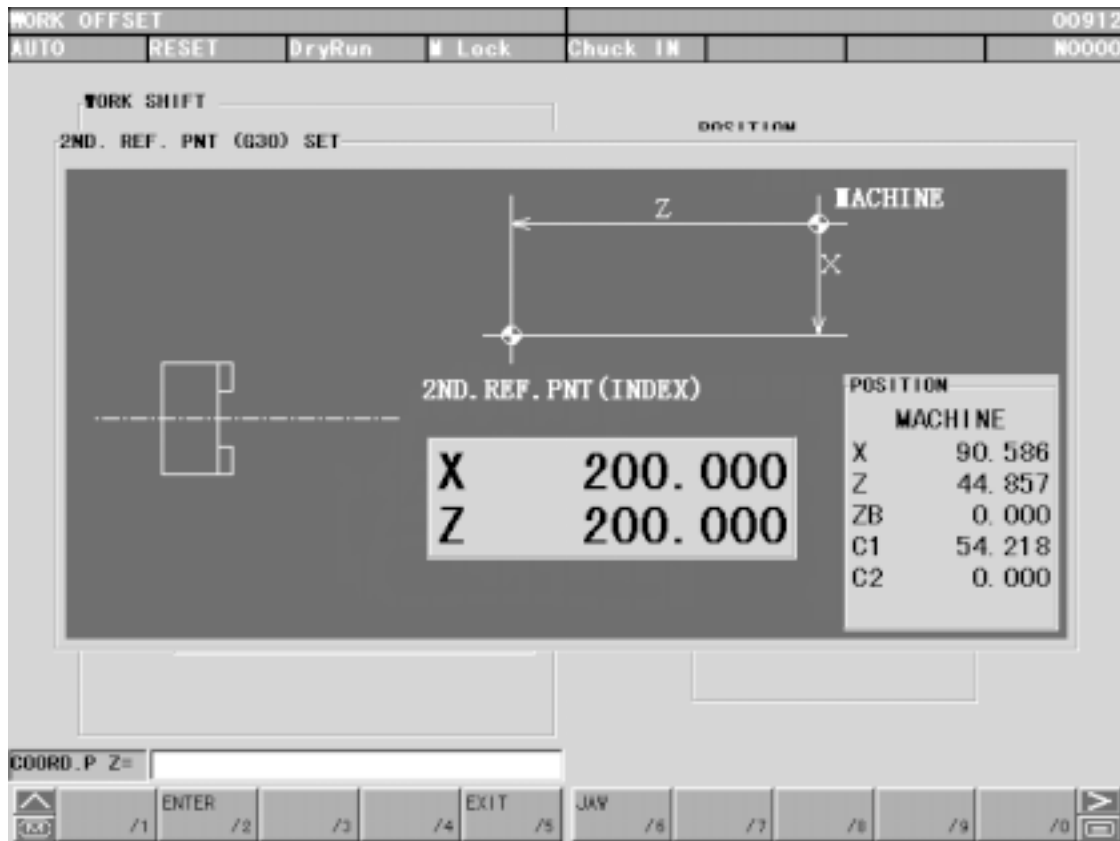 WORK OFFSET 00912
AUTO RESET DryRun M Lock Chuck IN N0000
WORK SHIFT
POSITION
2ND. REF. PNT (G30) SET
MACHINE
Z
X
2ND.REF.PNT(INDEX)
X 200.000
Z 200.000
POSITION
MACHINE
X 90.586
Z 44.857
ZB 0.000
C1 54.218
C2 0.000
COORD.P Z=
ENTER EXIT JAW
/1 /2 /3 /4 /5 /6 /7 /8 /9 /0 >